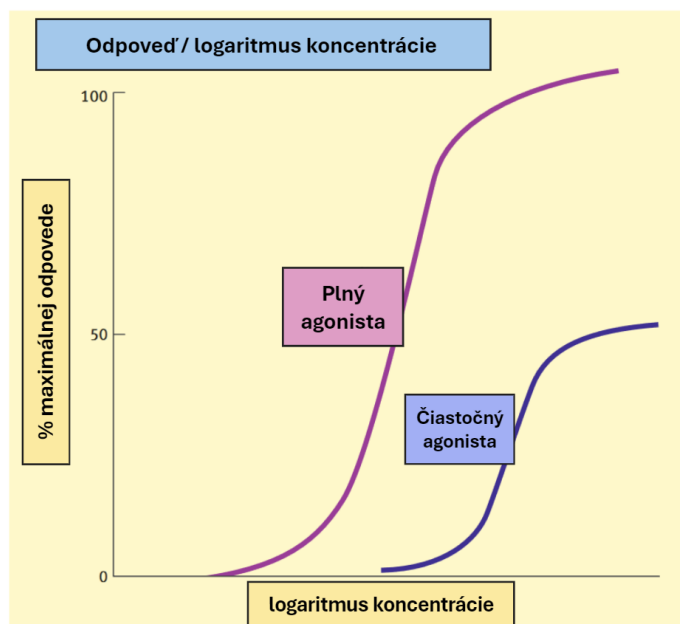 Odpoveď / logaritmus koncentrácie
100
% maximálnej odpovede
Plný
agonista
50
Čiastočný
agonista
0
logaritmus koncentrácie